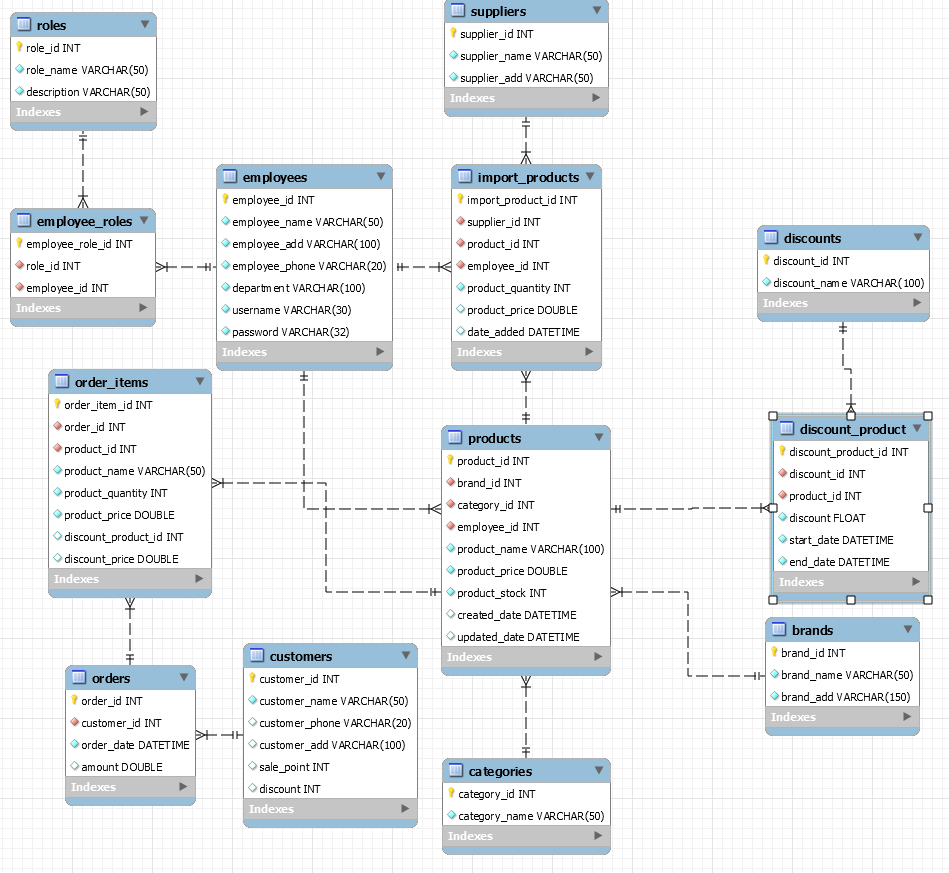 roles
role_id INT
role_name VARCHAR(50)
description VARCHAR(50)
Indexes
suppliers
supplier_id INT
supplier_name VARCHAR(50)
supplier_add VARCHAR(50)
Indexes
employee_roles
employee_role_id INT
role_id INT
employee_id INT
Indexes
employees
employee_id INT
employee_name VARCHAR(50)
employee_add VARCHAR(100)
employee_phone VARCHAR(20)
department VARCHAR(100)
username VARCHAR(30)
password VARCHAR(32)
Indexes
import_products
import_product_id INT
supplier_id INT
product_id INT
employee_id INT
product_quantity INT
product_price DOUBLE
date_added DATETIME
Indexes
discounts
discount_id INT
discount_name VARCHAR(100)
Indexes
order_items
order_item_id INT
order_id INT
product_id INT
product_name VARCHAR(50)
product_quantity INT
product_price DOUBLE
discount_product_id INT
discount_price DOUBLE
Indexes
products
product_id INT
brand_id INT
category_id INT
employee_id INT
product_name VARCHAR(100)
product_price DOUBLE
product_stock INT
created_date DATETIME
updated_date DATETIME
Indexes
discount_product
discount_product_id INT
discount_id INT
product_id INT
discount FLOAT
start_date DATETIME
end_date DATETIME
Indexes
brands
brand_id INT
brand_name VARCHAR(50)
brand_add VARCHAR(150)
Indexes
orders
order_id INT
customer_id INT
order_date DATETIME
amount DOUBLE
Indexes
customers
customer_id INT
customer_name VARCHAR(50)
customer_phone VARCHAR(20)
customer_add VARCHAR(100)
sale_point INT
discount INT
Indexes
categories
category_id INT
category_name VARCHAR(50)
Indexes